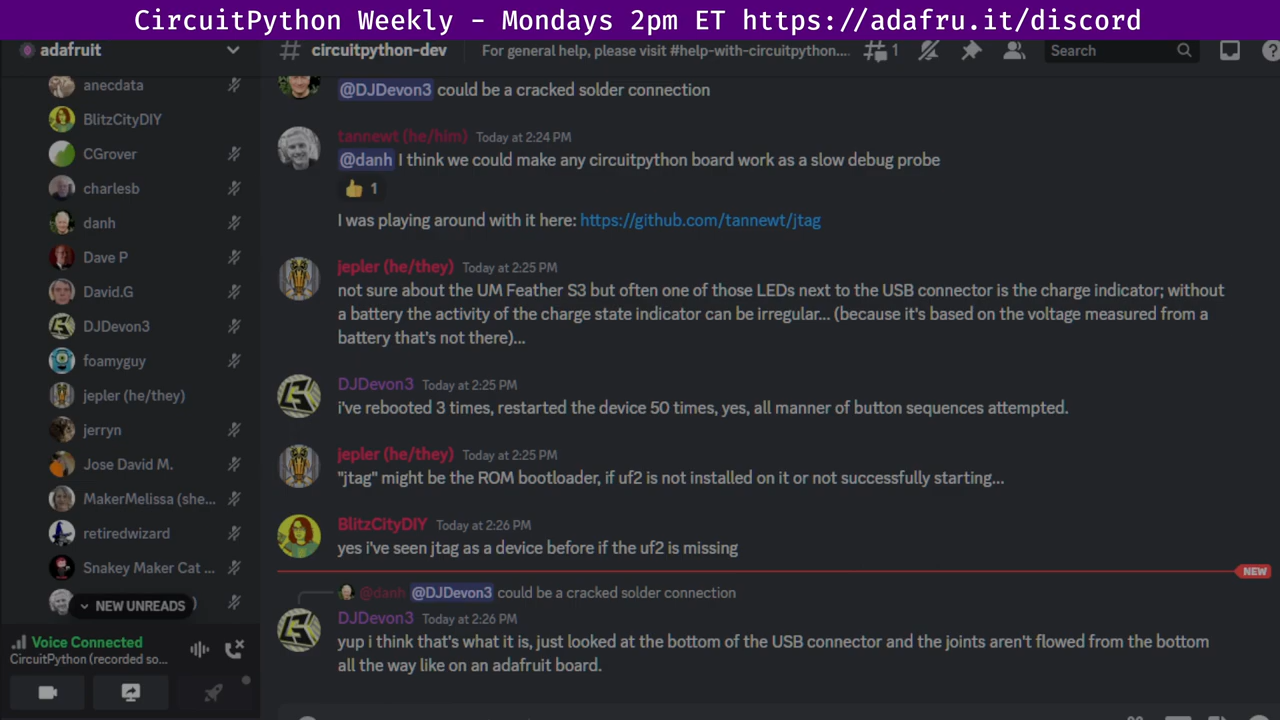 CircuitPython Weekly - Mondays 2pm ET https://adafru.it/discord
adafruit
# circuitpython-dev
For general help, please visit #help-with-circuitpython....
1
Search
anecdata
BlitzCityDIY
CGrover
charlesb
danh
Dave P
David.G
DJDevon3
foamyguy
jepler (he/they)
jerryn
Jose David M.
MakerMelissa (she...
retiredwizard
Snakey Maker Cat ...
NEW UNREADS
Voice Connected
CircuitPython (recorded so...
@DJDevon3 could be a cracked solder connection
tannewt (he/him) Today at 2:24 PM
@danh I think we could make any circuitpython board work as a slow debug probe
👍 1
I was playing around with it here: https://github.com/tannewt/jtag
jepler (he/they) Today at 2:25 PM
not sure about the UM Feather S3 but often one of those LEDs next to the USB connector is the charge indicator; without
a battery the activity of the charge state indicator can be irregular... (because it's based on the voltage measured from a
battery that's not there)...
DJDevon3 Today at 2:25 PM
i've rebooted 3 times, restarted the device 50 times, yes, all manner of button sequences attempted.
jepler (he/they) Today at 2:25 PM
"jtag" might be the ROM bootloader, if uf2 is not installed on it or not successfully starting...
BlitzCityDIY Today at 2:26 PM
yes i've seen jtag as a device before if the uf2 is missing
NEW
@danh @DJDevon3 could be a cracked solder connection
DJDevon3 Today at 2:26 PM
yup i think that's what it is, just looked at the bottom of the USB connector and the joints aren't flowed from the bottom
all the way like on an adafruit board.